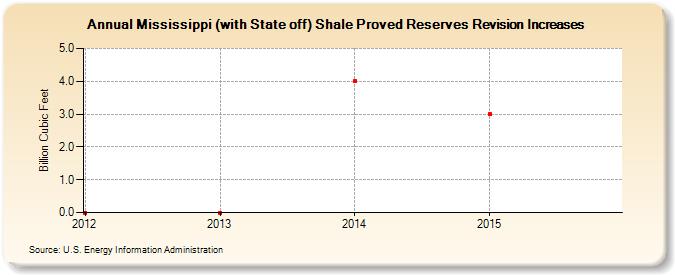 Annual Mississippi (with State off) Shale Proved Reserves Revision Increases
Billion Cubic Feet
5.0
4.0
3.0
2.0
1.0
0.0
2012 2013 2014 2015
Source: U.S. Energy Information Administration